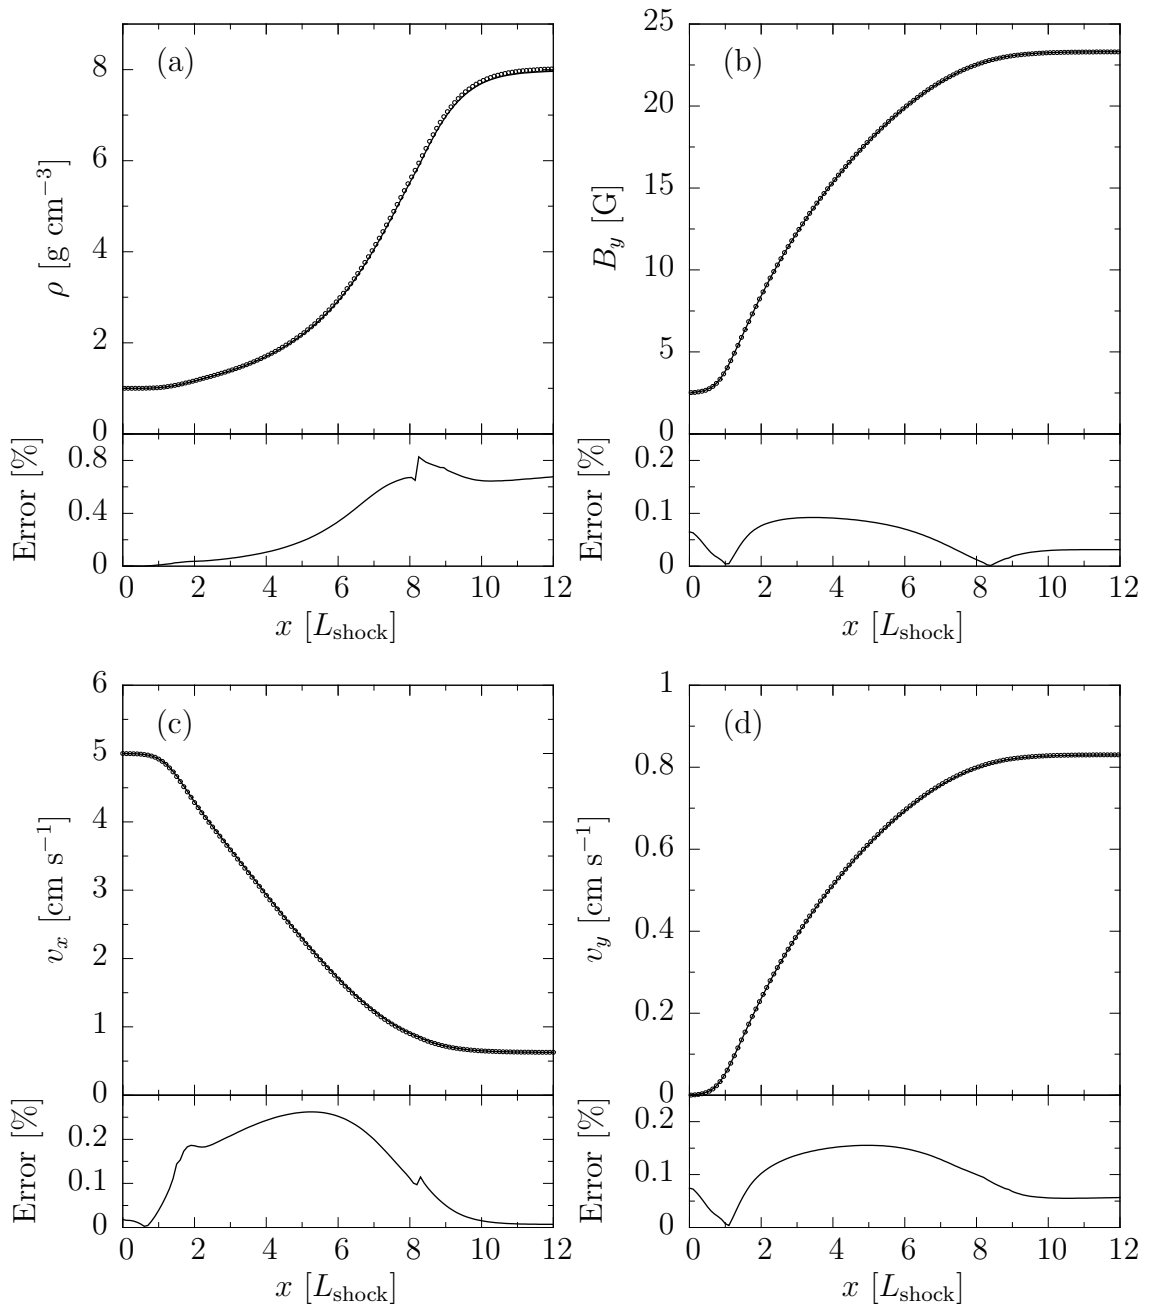 (a)
8
6
4
2
0
ρ [g cm−3]
0.8
0.4
0
Error [%]
0 2 4 6 8 10 12
x [Lshock]
(b)
25
20
15
10
5
0
By [G]
0.2
0.1
0
Error [%]
0 2 4 6 8 10 12
x [Lshock]
(c)
6
5
4
3
2
1
0
vx [cm s−1]
0.2
0.1
0
Error [%]
0 2 4 6 8 10 12
x [Lshock]
(d)
1
0.8
0.6
0.4
0.2
0
vy [cm s−1]
0.2
0.1
0
Error [%]
0 2 4 6 8 10 12
x [Lshock]